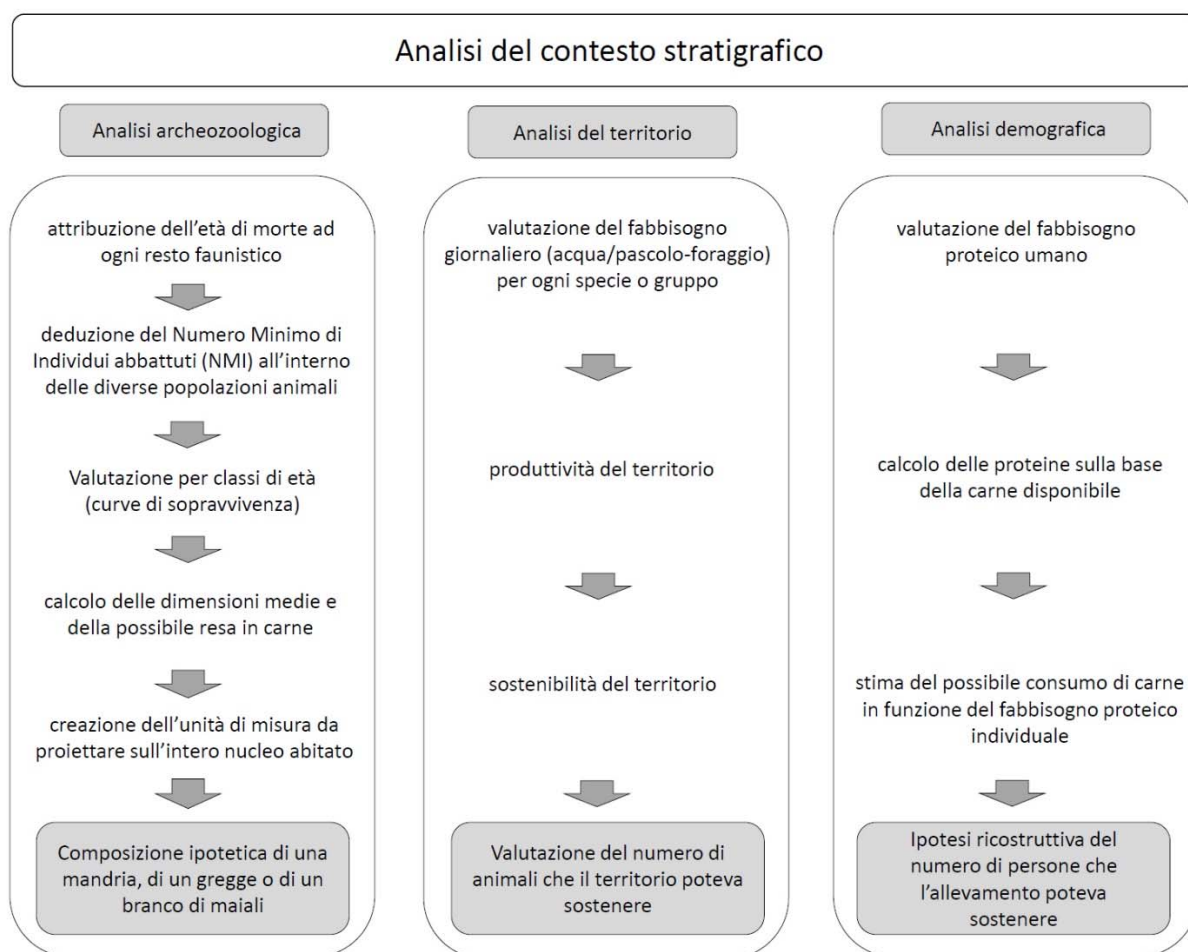 Analisi del contesto stratigrafico
Analisi archeozoologica
attribuzione dell'età di morte ad
ogni resto faunistico
deduzione del Numero Minimo di
Individui abbattuti (NMI) all'interno
delle diverse popolazioni animali
Valutazione per classi di età
(curve di sopravvivenza)
calcolo delle dimensioni medie e
della possibile resa in carne
creazione dell'unità di misura da
proiettare sull'intero nucleo abitato
Composizione ipotetica di una
mandria, di un gregge o di un
branco di maiali
Analisi del territorio
valutazione del fabbisogno
giornaliero (acqua/pascolo-foraggio)
per ogni specie o gruppo
produttività del territorio
sostenibilità del territorio
Valutazione del numero di
animali che il territorio poteva
sostenere
Analisi demografica
valutazione del fabbisogno
proteico umano
calcolo delle proteine sulla base
della carne disponibile
stima del possibile consumo di carne
in funzione del fabbisogno proteico
individuale
Ipotesi ricostruttiva del
numero di persone che
l'allevamento poteva
sostenere